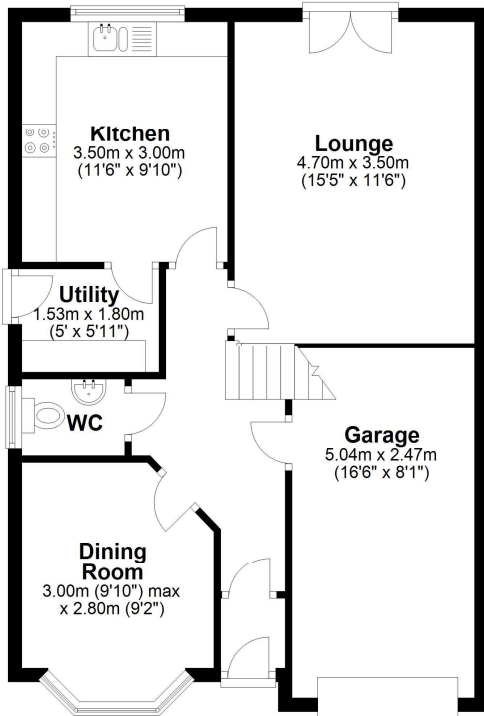 Kitchen
3.50m x 3.00m
(11'6" x 9'10")
Lounge
4.70m x 3.50m
(15'5" x 11'6")
Utility
1.53m x 1.80m
(5' x 5'11")
WC
Garage
5.04m x 2.47m
(16'6" x 8'1")
Dining
Room
3.00m (9'10") max
x 2.80m (9'2")